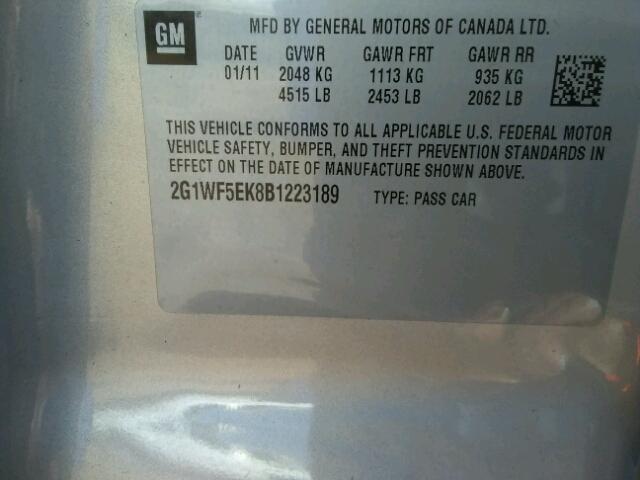 GM
MFD BY GENERAL MOTORS OF CANADA LTD.
DATE GVWR GAWR FRT GAWR RR
01/11 2048 KG 1113 KG 935 KG
4515 LB 2453 LB 2062 LB
THIS VEHICLE CONFORMS TO ALL APPLICABLE U.S. FEDERAL MOTOR
VEHICLE SAFETY, BUMPER, AND THEFT PREVENTION STANDARDS IN
EFFECT ON THE DATE OF MANUFACTURE SHOWN ABOVE.
2G1WF5EK8B1223189 TYPE: PASS CAR